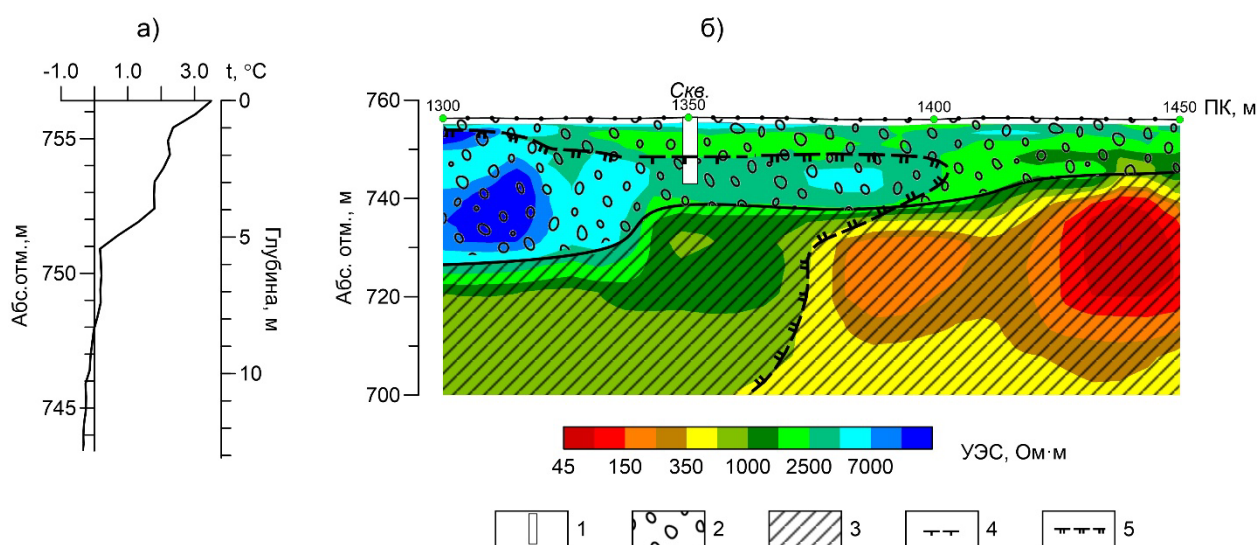 а)
-1.0 1.0 3.0 t, °C
0
755
5
750
10
745
Абс.отм.,м
Глубина, м
б)
Скв.
1300 1350 1400 1450 ПК, м
760
740
720
700
Абс. отм., м
45 150 350 1000 2500 7000
УЭС, Ом·м
1 2 3 4 5